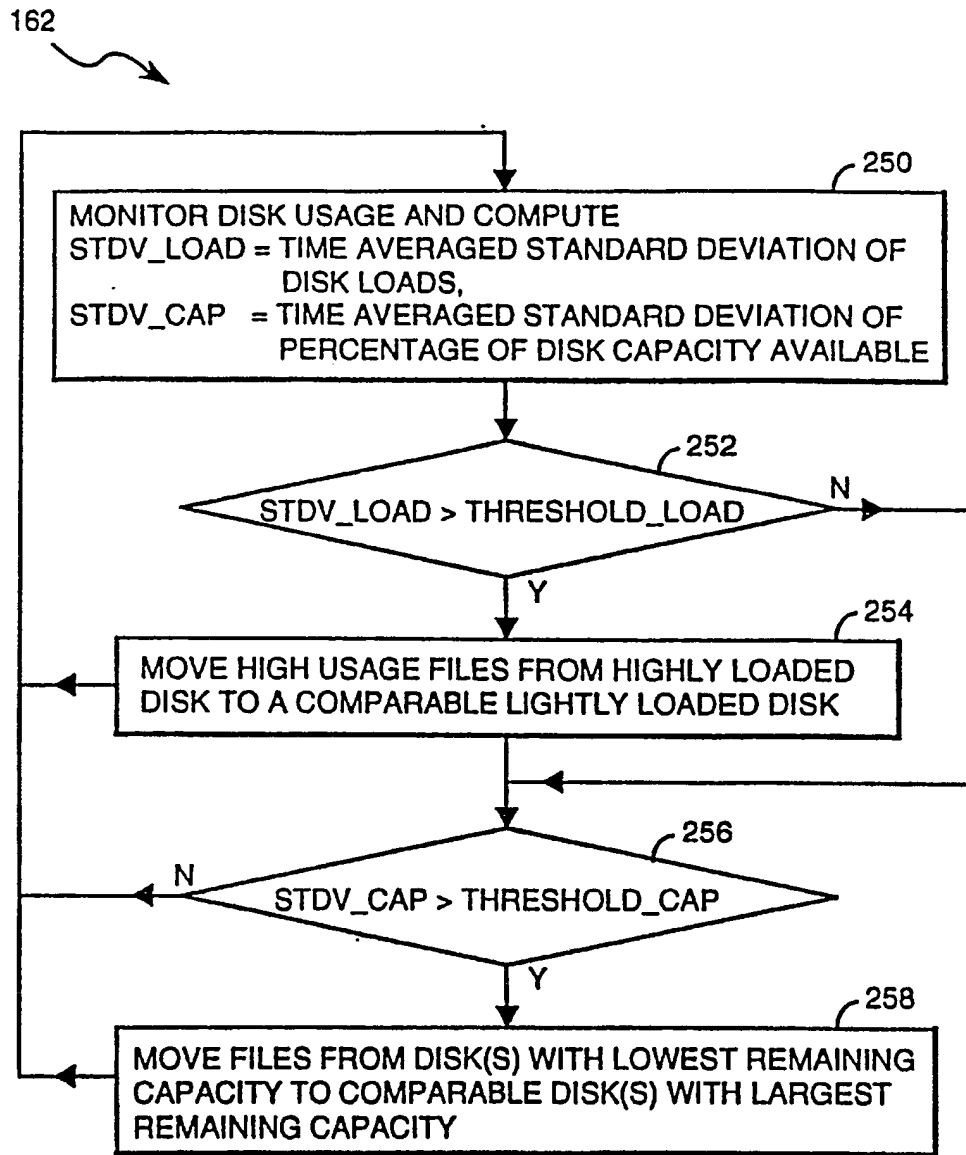 162
250
MONITOR DISK USAGE AND COMPUTE
STDV_LOAD = TIME AVERAGED STANDARD DEVIATION OF
DISK LOADS,
STDV_CAP = TIME AVERAGED STANDARD DEVIATION OF
PERCENTAGE OF DISK CAPACITY AVAILABLE
252
STDV_LOAD > THRESHOLD_LOAD
N
Y
254
MOVE HIGH USAGE FILES FROM HIGHLY LOADED
DISK TO A COMPARABLE LIGHTLY LOADED DISK
256
N
STDV_CAP > THRESHOLD_CAP
Y
258
MOVE FILES FROM DISK(S) WITH LOWEST REMAINING
CAPACITY TO COMPARABLE DISK(S) WITH LARGEST
REMAINING CAPACITY